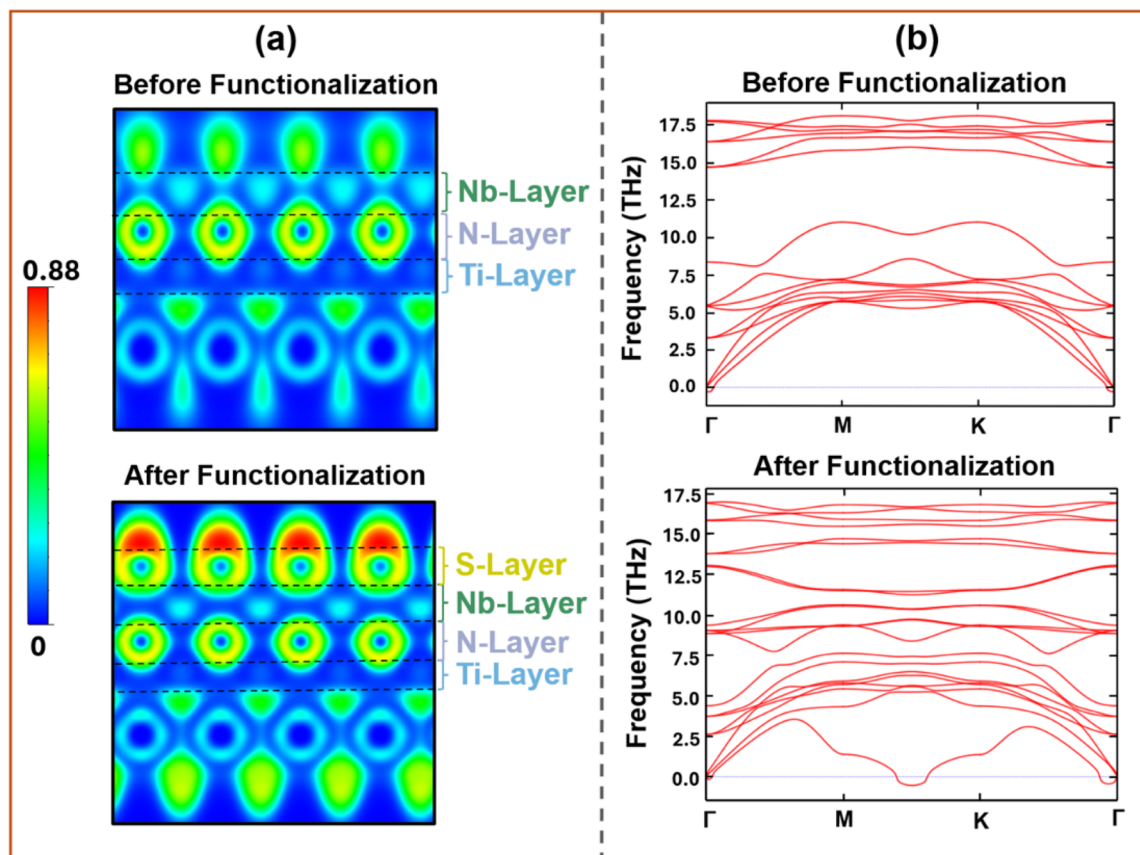 (a)
Before Functionalization
Nb-Layer
N-Layer
Ti-Layer
0.88
0
After Functionalization
S-Layer
Nb-Layer
N-Layer
Ti-Layer
(b)
Before Functionalization
Frequency (THz)
17.5
15.0
12.5
10.0
7.5
5.0
2.5
0.0
Γ M K Γ
After Functionalization
Frequency (THz)
17.5
15.0
12.5
10.0
7.5
5.0
2.5
0.0
Γ M K Γ